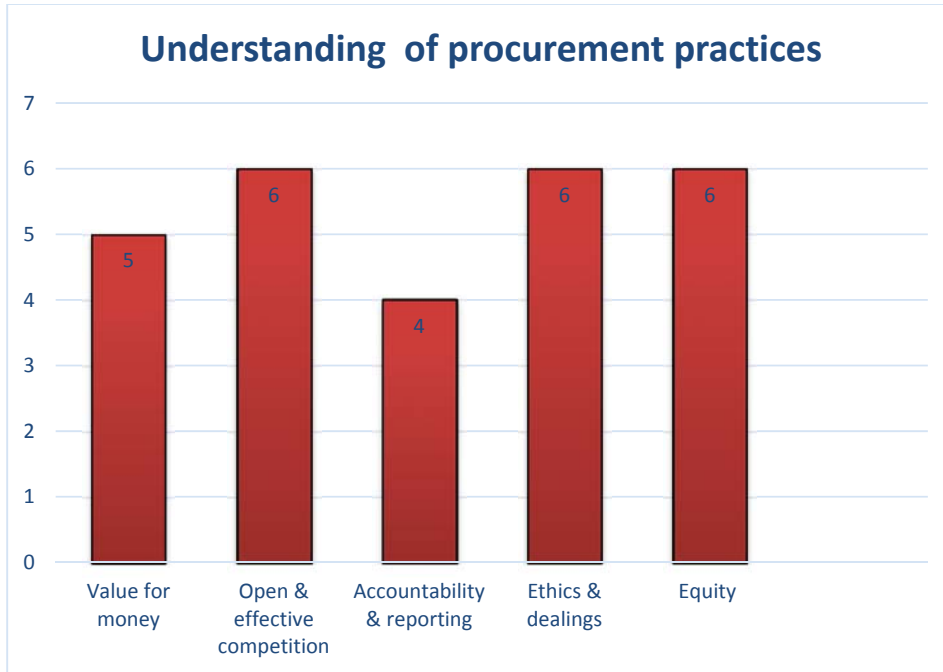 Understanding  of procurement practices
7
6
5
4
3
2
1
0
5
6
4
6
6
Value for
money
Open &
effective
competition
Accountability
& reporting
Ethics &
dealings
Equity